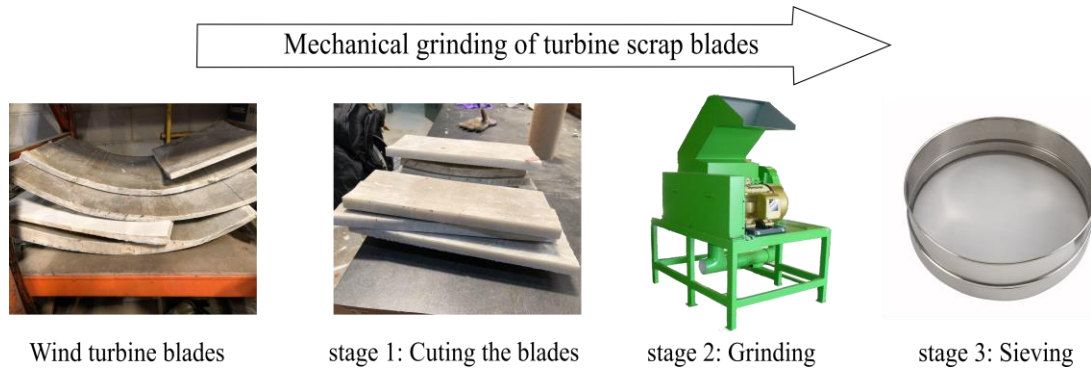 Mechanical grinding of turbine scrap blades
Wind turbine blades
stage 1: Cuting the blades
stage 2: Grinding
stage 3: Sieving